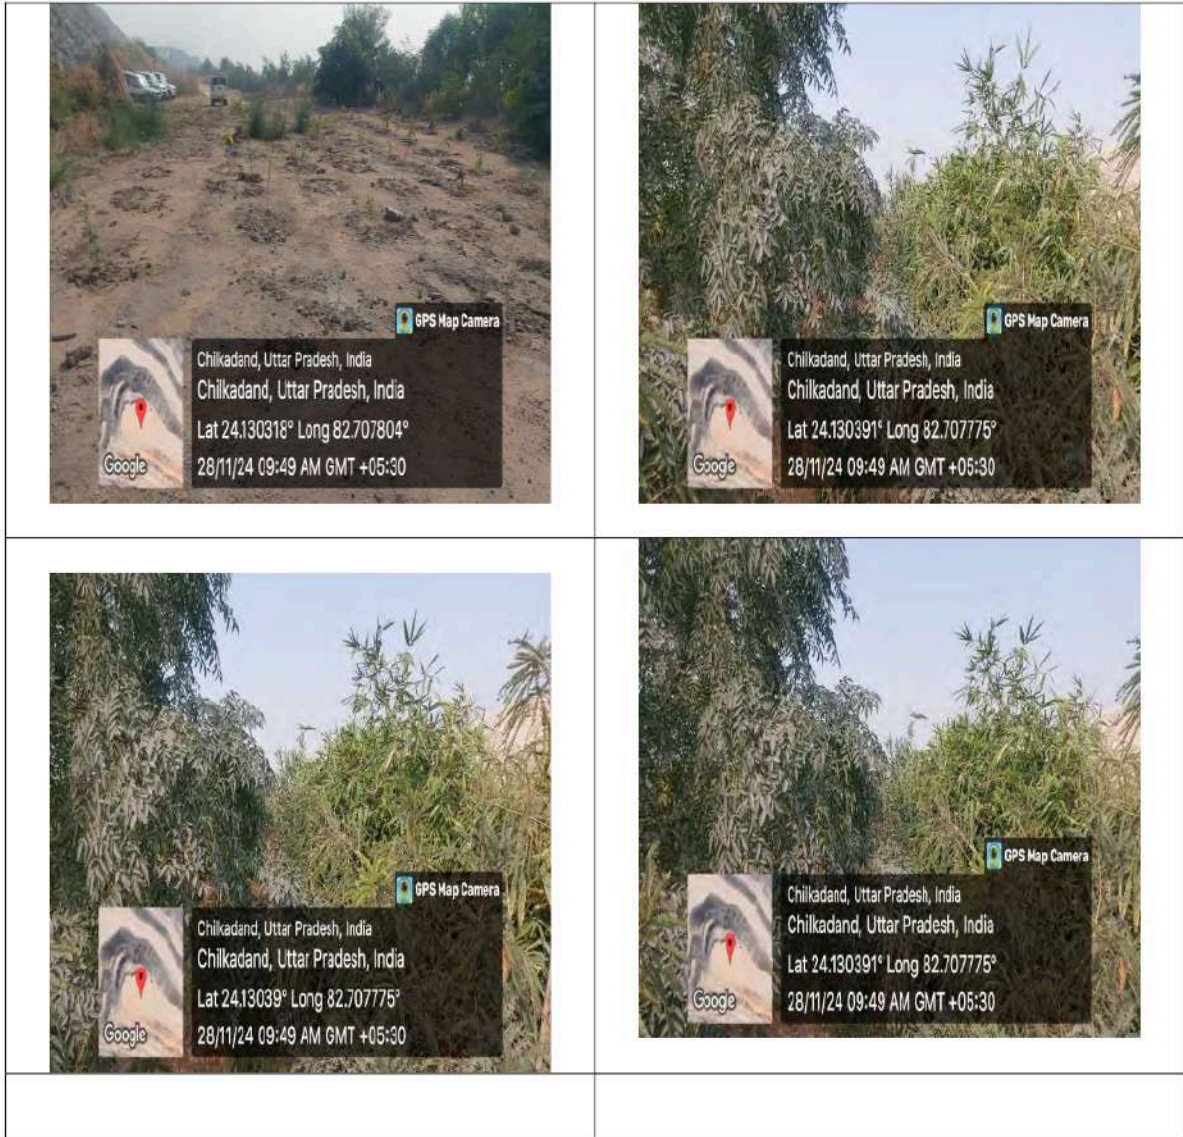 GPS Map Camera
Chilkadand, Uttar Pradesh, India
Chilkadand, Uttar Pradesh, India
Lat 24.130318° Long 82.707804°
28/11/24 09:49 AM GMT +05:30
Google
GPS Map Camera
Chilkadand, Uttar Pradesh, India
Chilkadand, Uttar Pradesh, India
Lat 24.130391° Long 82.707775°
28/11/24 09:49 AM GMT +05:30
Google
GPS Map Camera
Chilkadand, Uttar Pradesh, India
Chilkadand, Uttar Pradesh, India
Lat 24.13039° Long 82.707775°
28/11/24 09:49 AM GMT +05:30
Google
GPS Map Camera
Chilkadand, Uttar Pradesh, India
Chilkadand, Uttar Pradesh, India
Lat 24.130391° Long 82.707775°
28/11/24 09:49 AM GMT +05:30
Google